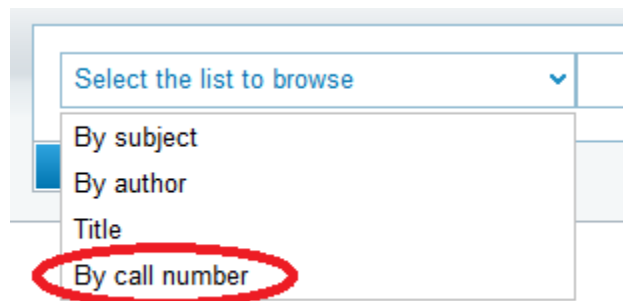 Select the list to browse
By subject
By author
Title
By call number